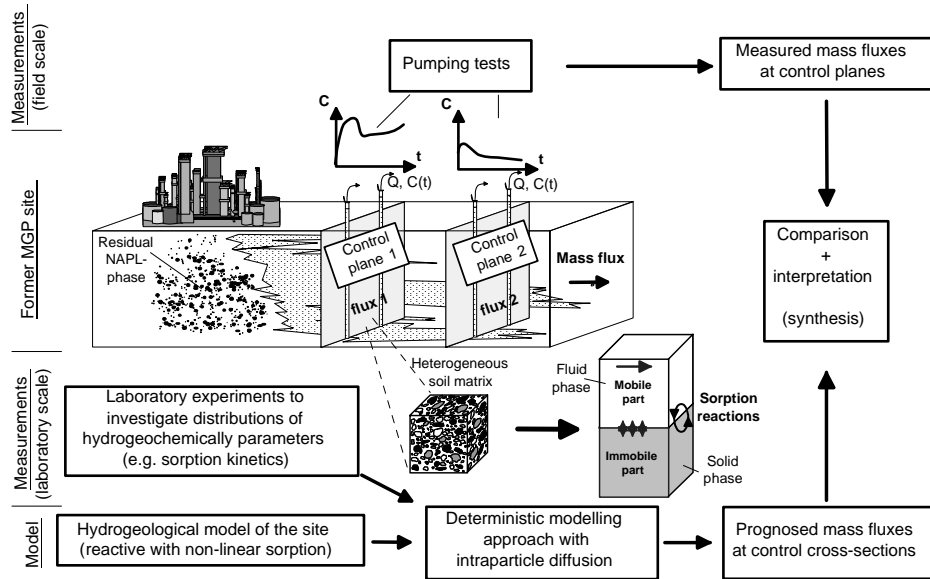 Measurements
(field scale)
Pumping tests
Measured mass fluxes
at control planes
C
t
C
t
Q, C(t)
Q, C(t)
Former MGP site
Residual
NAPL-
phase
Control
plane 1
flux 1
Control
plane 2
flux 2
Mass flux
Comparison
+
interpretation
(synthesis)
Measurements
(laboratory scale)
Laboratory experiments to
investigate distributions of
hydrogeochemically parameters
(e.g. sorption kinetics)
Heterogeneous
soil matrix
Fluid
phase
Mobile
part
Sorption
reactions
Immobile
part
Solid
phase
Model
Hydrogeological model of the site
(reactive with non-linear sorption)
Deterministic modelling
approach with
intraparticle diffusion
Prognosed mass fluxes
at control cross-sections